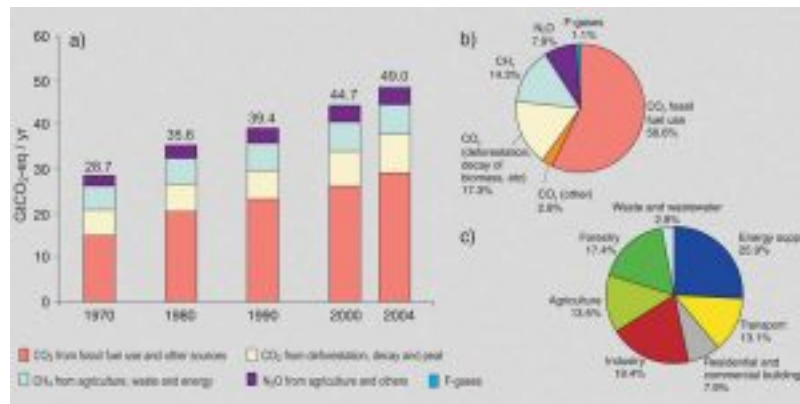 a)
60
50
40
30
20
10
0
GtCO₂-eq / yr
28.7
35.6
39.4
44.7
49.0
1970
1980
1990
2000
2004
CO₂ from fossil fuel use and other sources
CO₂ from deforestation, decay and peat
CH₄ from agriculture, waste and energy
N₂O from agriculture and others
F-gases
b)
F-gases
1.1%
N₂O
7.9%
CH₄
14.3%
CO₂ fossil
fuel use
56.6%
CO₂
(deforestation,
decay of
biomass, etc)
17.3%
CO₂ (other)
2.8%
c)
Waste and wastewater
2.8%
Forestry
17.4%
Energy
25.9%
Agriculture
13.5%
Transport
13.1%
Industry
19.4%
Residential and
commercial buildings
7.9%